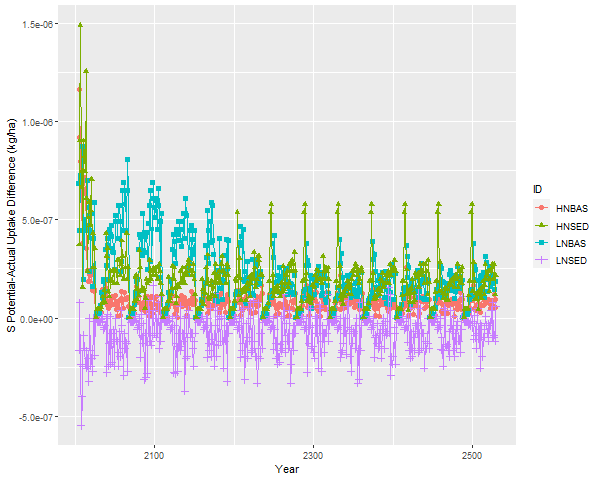 S Potential-Actual Uptake Difference (kg/ha)
1.5e-06
1.0e-06
5.0e-07
0.0e+00
-5.0e-07
2100
2300
2500
Year
ID
HNBAS
HNSED
LNBAS
LNSED